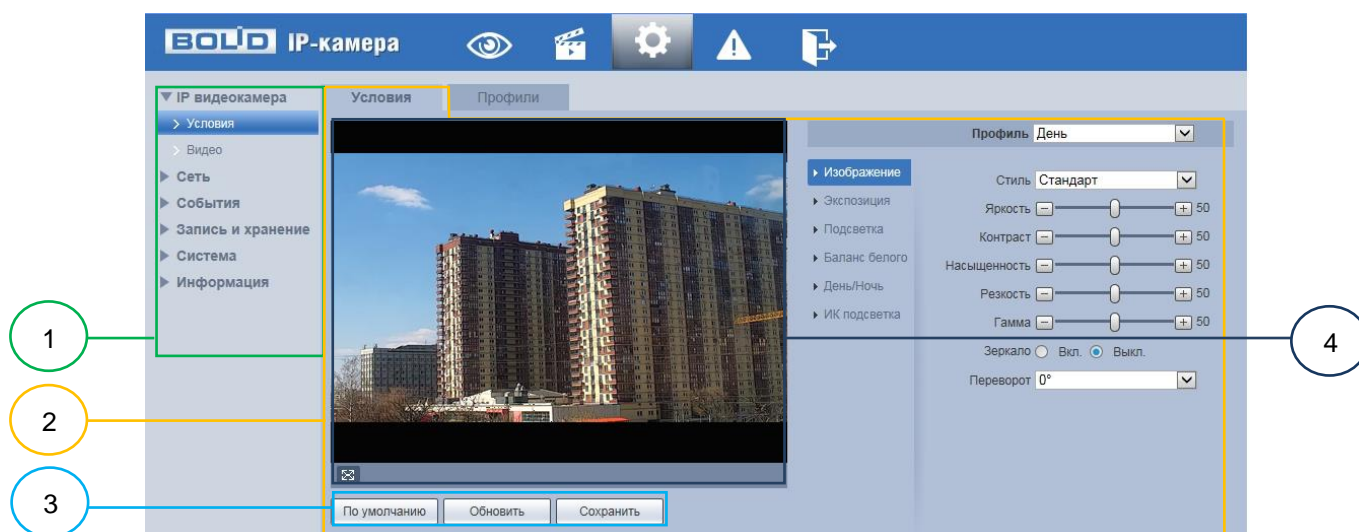 BOLID IP-камера
IP видеокамера
Условия
Видео
Сеть
События
Запись и хранение
Система
Информация
Условия
Профили
Профиль День
Изображение
Экспозиция
Подсветка
Баланс белого
День/Ночь
ИК подсветка
Стиль Стандарт
Яркость 50
Контраст 50
Насыщенность 50
Резкость 50
Гамма 50
Зеркало Вкл. Выкл.
Переворот 0°
По умолчанию Обновить Сохранить
1
2
3
4